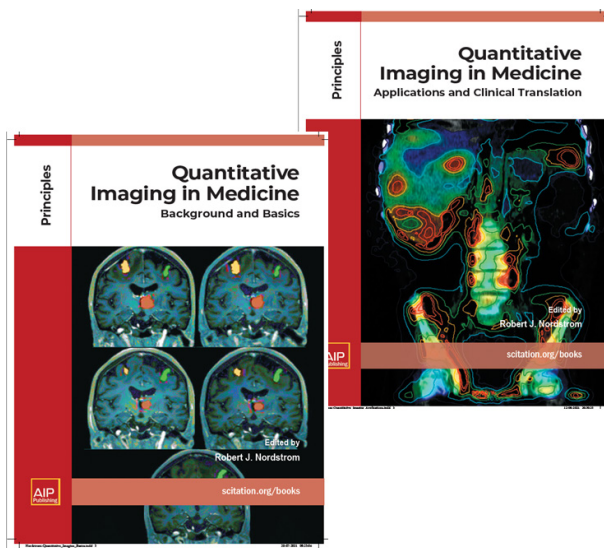 Principles
Quantitative
Imaging in Medicine
Applications and Clinical Translation
Edited by
Robert J. Nordstrom
AIP
scitation.org/books
Principles
Quantitative
Imaging in Medicine
Background and Basics
Edited by
Robert J. Nordstrom
AIP
Publishing
scitation.org/books